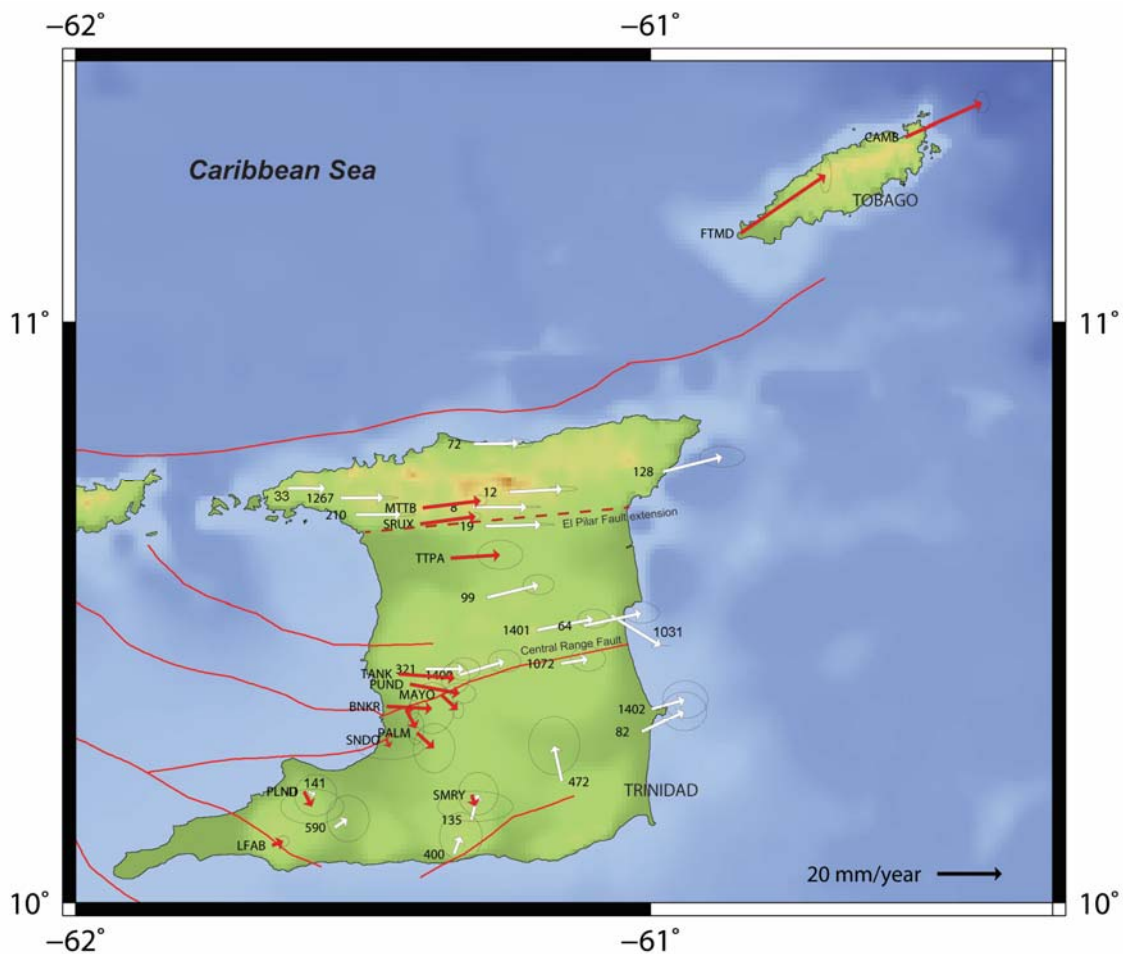 −62°
−61°
CAMB
Caribbean Sea
TOBAGO
FTMD
11°
11°
72
128
12
33
1267
MTTB
8
210
SRUX
19
El Pilar Fault extension
TTPA
99
1401
64
1031
Central Range Fault
321
1072
TANK
1400
PUND
MAYO
BNKR
1402
PALM
82
SNDO
472
141
PLND
SMRY
TRINIDAD
590
135
LFAB
400
20 mm/year
10°
10°
−62°
−61°